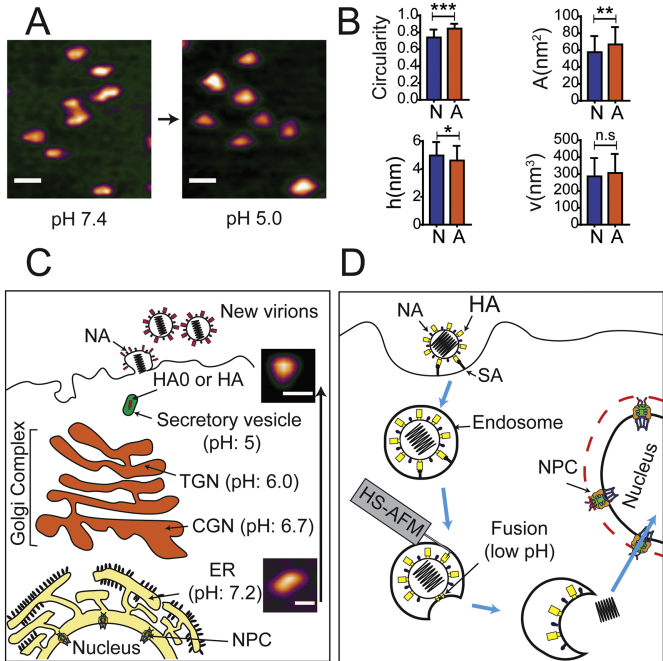 A
pH 7.4
pH 5.0
B
Circularity
1.0
0.8
0.6
0.4
0.2
0.0
***
N
A
A(nm²)
100
80
60
40
20
0
**
N
A
h(nm)
8
6
4
2
0
*
N
A
v(nm³)
500
400
300
200
100
0
n.s
N
A
C
New virions
NA
HA0 or HA
Secretory vesicle
(pH: 5)
Golgi Complex
TGN (pH: 6.0)
CGN (pH: 6.7)
ER
(pH: 7.2)
Nucleus
NPC
D
NA
HA
SA
Endosome
NPC
Nucleus
HS-AFM
Fusion
(low pH)